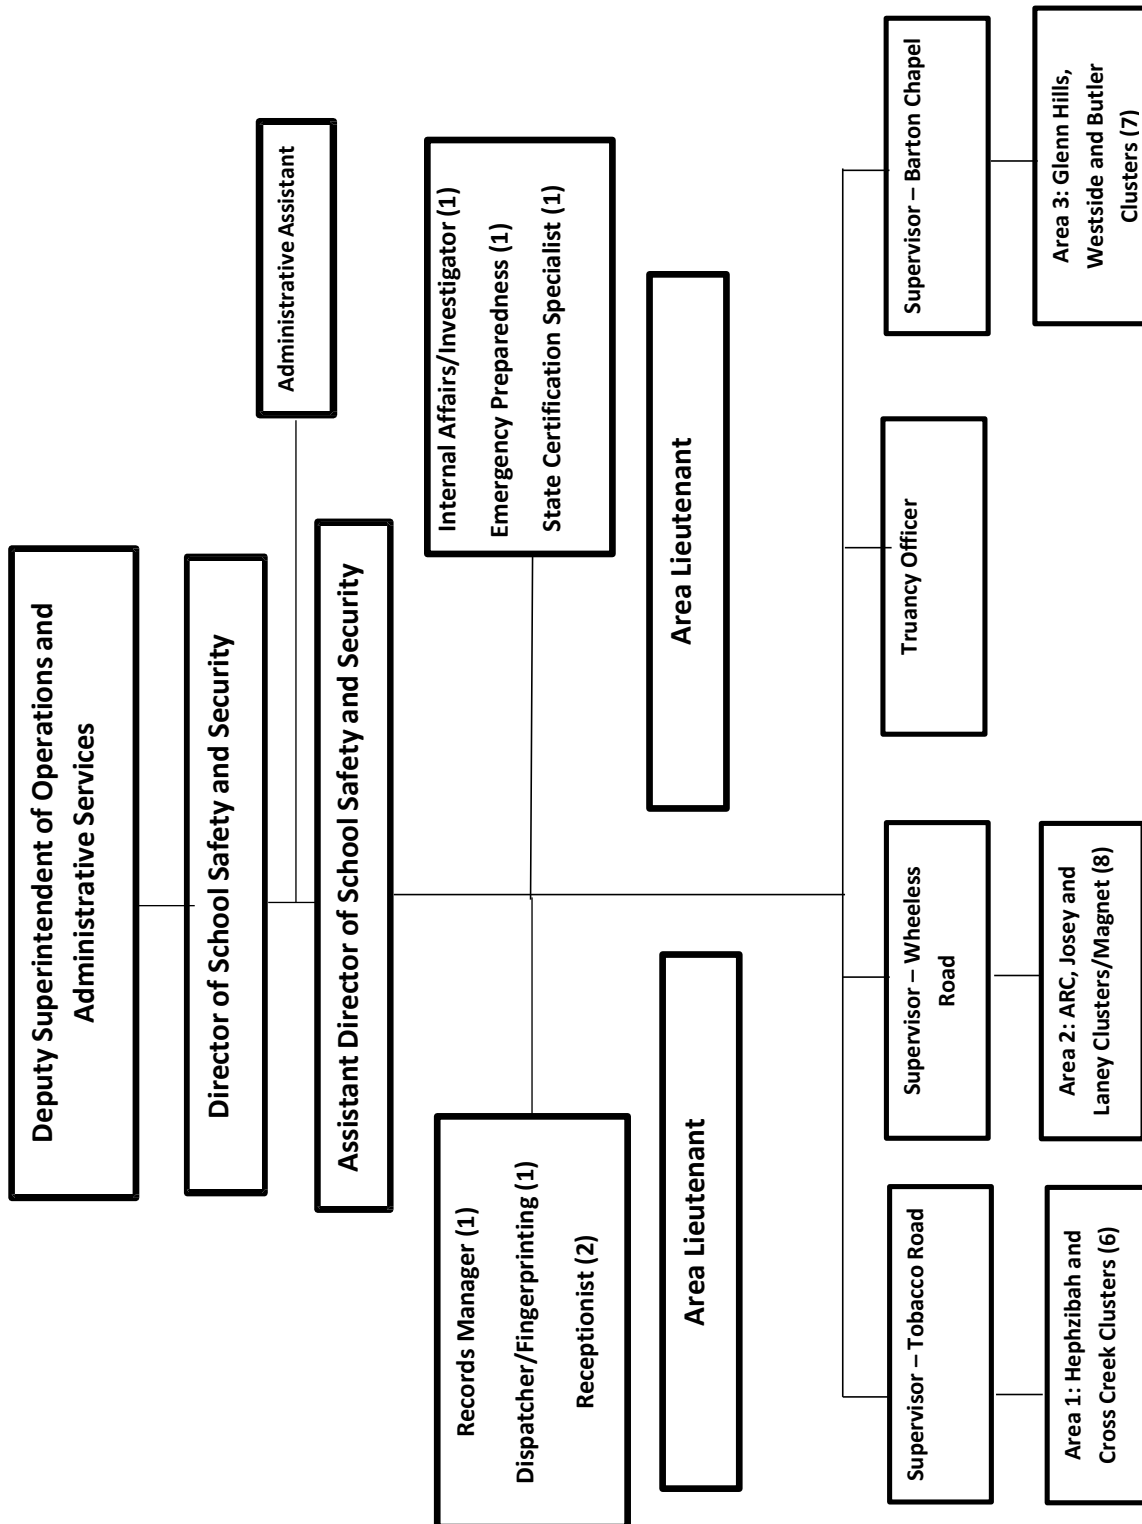 Deputy Superintendent of Operations and
Administrative Services
Director of School Safety and Security
Administrative Assistant
Assistant Director of School Safety and Security
Records Manager (1)
Dispatcher/Fingerprinting (1)
Receptionist (2)
Internal Affairs/Investigator (1)
Emergency Preparedness (1)
State Certification Specialist (1)
Area Lieutenant
Area Lieutenant
Supervisor – Tobacco Road
Supervisor – Wheeless
Road
Truancy Officer
Supervisor – Barton Chapel
Area 1: Hephzibah and
Cross Creek Clusters (6)
Area 2: ARC, Josey and
Laney Clusters/Magnet (8)
Area 3: Glenn Hills,
Westside and Butler
Clusters (7)